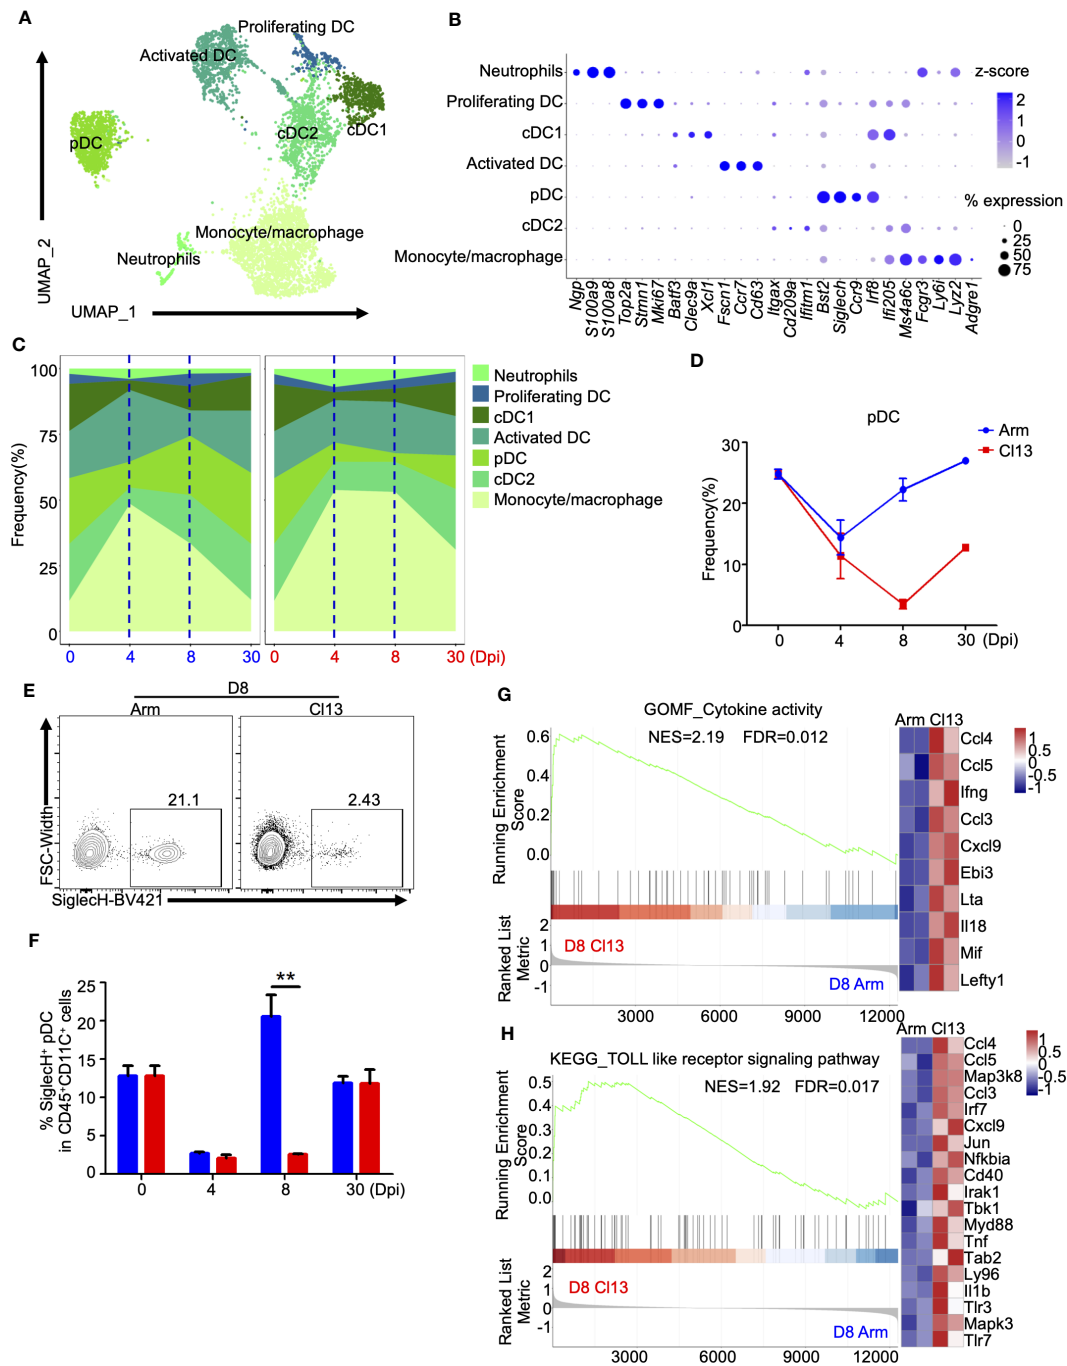 A
Proliferating DC
Activated DC
cDC1
cDC2
pDC
Monocyte/macrophage
Neutrophils
UMAP_2
UMAP_1
B
Neutrophils
Proliferating DC
cDC1
Activated DC
pDC
cDC2
Monocyte/macrophage
Ngp
S100a9
S100a8
Top2a
Stmn1
Mki67
Batf3
Clec9a
Xcl1
Fscn1
Ccr7
Cd63
Itgax
Cd209a
Ifitm1
Bst2
Siglech
Ccr9
Irf8
Ifi205
Ms4a6c
Fcgr3
Ly6i
Lyz2
Adgre1
z-score
2
1
0
-1
% expression
0
25
50
75
C
Frequency(%)
100
75
50
25
0
0 4 8 30
0 4 8 30 (Dpi)
Neutrophils
Proliferating DC
cDC1
Activated DC
pDC
cDC2
Monocyte/macrophage
D
pDC
Arm
Cl13
Frequency(%)
30
20
10
0
0 4 8 30 (Dpi)
E
D8
Arm Cl13
21.1
2.43
FSC-Width
SiglecH-BV421
F
% SiglecH+ pDC
in CD45+CD11C+ cells
25
20
15
10
5
0
**
0 4 8 30 (Dpi)
G
GOMF_Cytokine activity
NES=2.19 FDR=0.012
Running Enrichment
Score
0.6
0.4
0.2
0.0
Ranked List
Metric
2
1
0
-1
D8 Cl13
D8 Arm
3000 6000 9000 12000
Arm Cl13
Ccl4
Ccl5
Ifng
Ccl3
Cxcl9
Ebi3
Lta
Il18
Mif
Lefty1
1
0.5
0
-0.5
-1
H
KEGG_TOLL like receptor signaling pathway
NES=1.92 FDR=0.017
Running Enrichment
Score
0.5
0.4
0.3
0.2
0.1
0.0
Ranked List
Metric
2
1
0
-1
D8 Cl13
D8 Arm
3000 6000 9000 12000
Arm Cl13
Ccl4
Ccl5
Map3k8
Ccl3
Irf7
Cxcl9
Jun
Nfkbia
Cd40
Irak1
Tbk1
Myd88
Tnf
Tab2
Ly96
Il1b
Tlr3
Mapk3
Tlr7
1
0.5
0
-0.5
-1